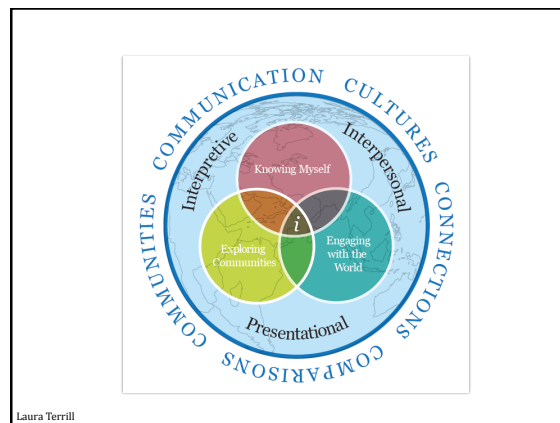 COMMUNICATION
CULTURES
CONNECTIONS
COMPARISONS
COMMUNITIES
Interpretive
Interpersonal
Presentational
Knowing Myself
i
Exploring
Communities
Engaging
with the
World
Laura Terrill